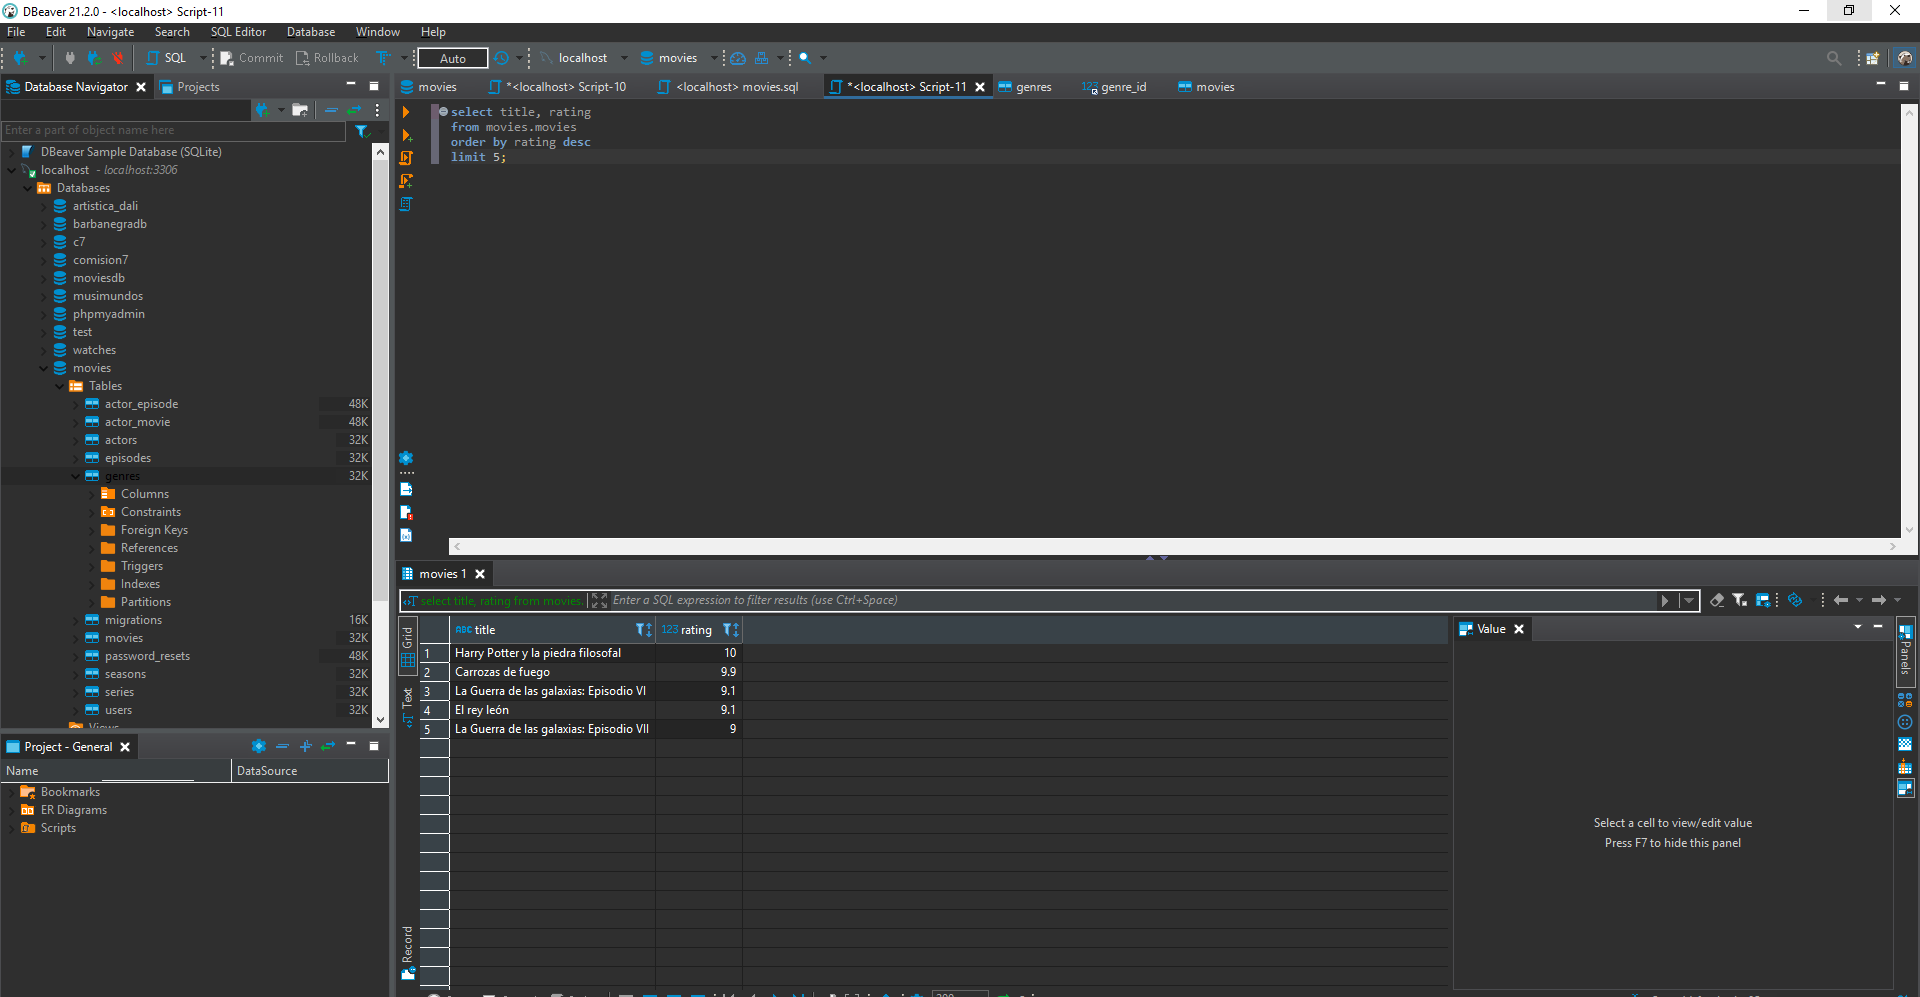 DBeaver 21.2.0 - <localhost> Script-11
File Edit Navigate Search SQL Editor Database Window Help
SQL Commit Rollback Auto localhost movies
Database Navigator Projects
movies *<localhost> Script-10 <localhost> movies.sql *<localhost> Script-11 genres genre_id movies
Enter a part of object name here
DBeaver Sample Database (SQLite)
localhost - localhost:3306
Databases
artistica_dali
barbanegradb
c7
comision7
moviesdb
musimundos
phpmyadmin
test
watches
movies
Tables
actor_episode 48K
actor_movie 48K
actors 32K
episodes 32K
genres 32K
Columns
Constraints
Foreign Keys
References
Triggers
Indexes
Partitions
migrations 16K
movies 32K
password_resets 48K
seasons 32K
series 32K
users 32K
Views
select title, rating
from movies.movies
order by rating desc
limit 5;
Project - General
Name DataSource
Bookmarks
ER Diagrams
Scripts
movies 1
select title, rating from movies. Enter a SQL expression to filter results (use Ctrl+Space)
Grid
Text
Record
ABC title 123 rating
1 Harry Potter y la piedra filosofal 10
2 Carrozas de fuego 9.9
3 La Guerra de las galaxias: Episodio VI 9.1
4 El rey león 9.1
5 La Guerra de las galaxias: Episodio VII 9
Value
Select a cell to view/edit value
Press F7 to hide this panel
Panels